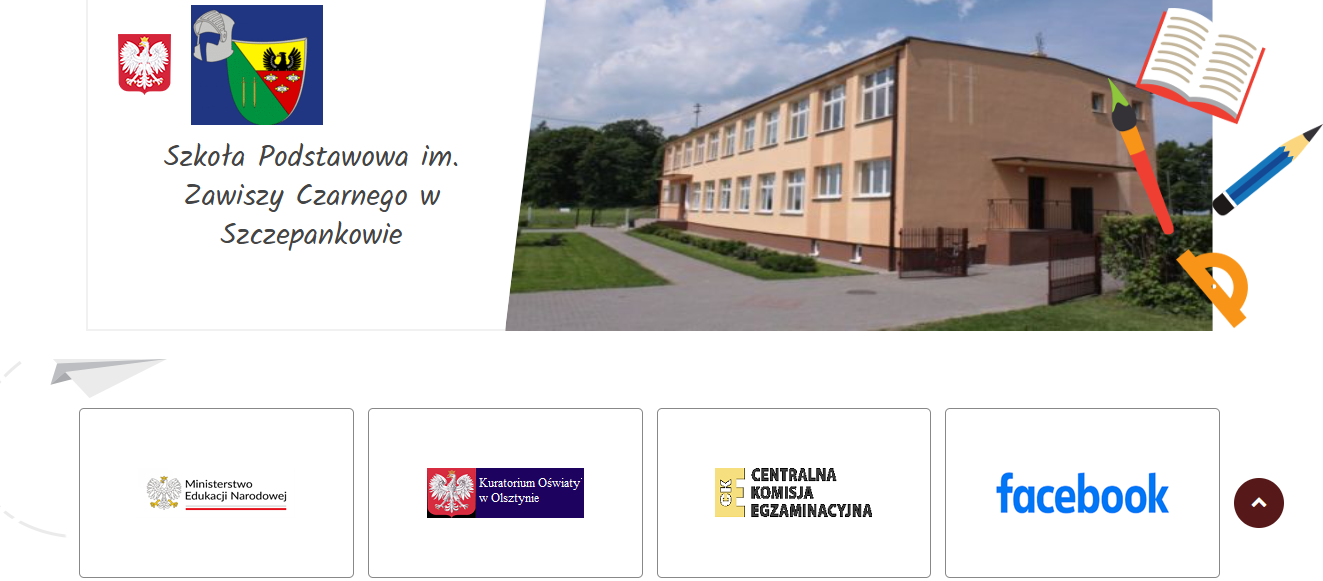 Szkoła Podstawowa im.
Zawiszy Czarnego w
Szczepankowie
Ministerstwo
Edukacji Narodowej
Kuratorium Oświaty
w Olsztynie
CKE
CENTRALNA
KOMISJA
EGZAMINACYJNA
facebook